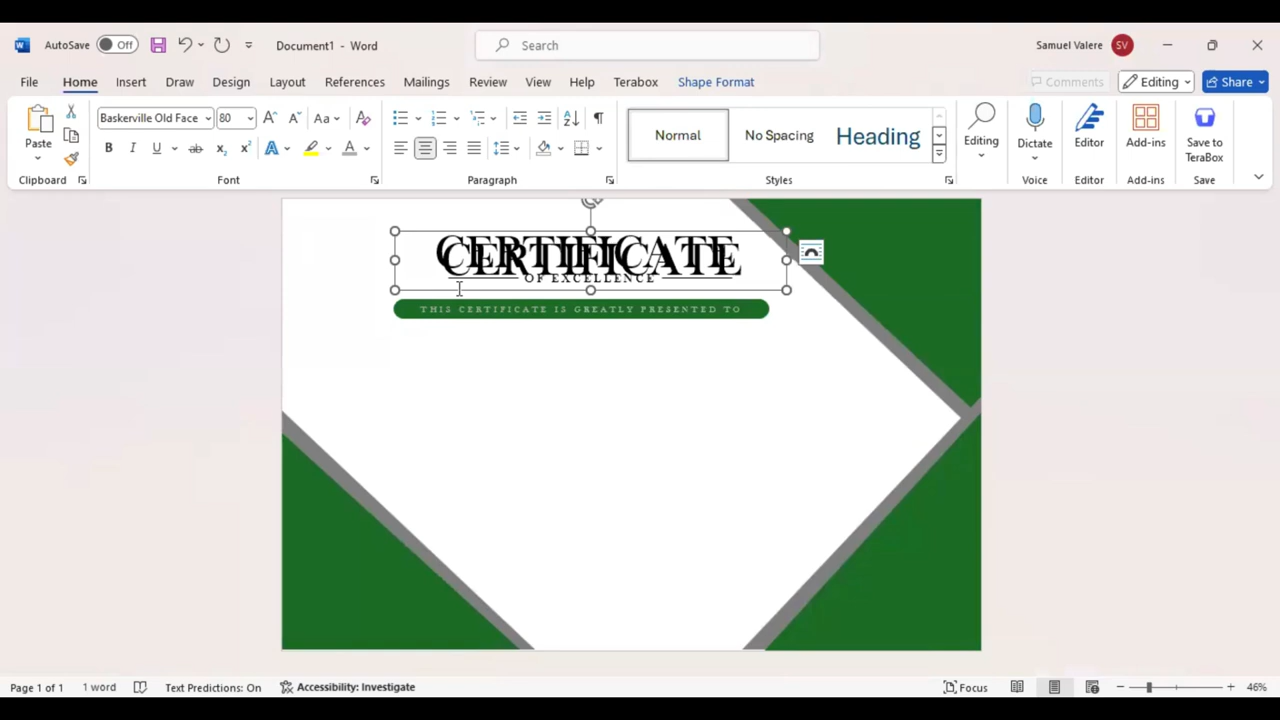 AutoSave Off Document1 - Word Search Samuel Valere SV
File Home Insert Draw Design Layout References Mailings Review View Help Terabox Shape Format Comments Editing Share
Paste Baskerville Old Face 80 Normal No Spacing Heading Editing Dictate Editor Add-ins Save to TeraBox
Clipboard Font Paragraph Styles Voice Editor Add-ins Save
CERTIFICATE
CERTIFICATE
OF EXCELLENCE
THIS CERTIFICATE IS GREATLY PRESENTED TO
Page 1 of 1 1 word Text Predictions: On Accessibility: Investigate Focus 46%